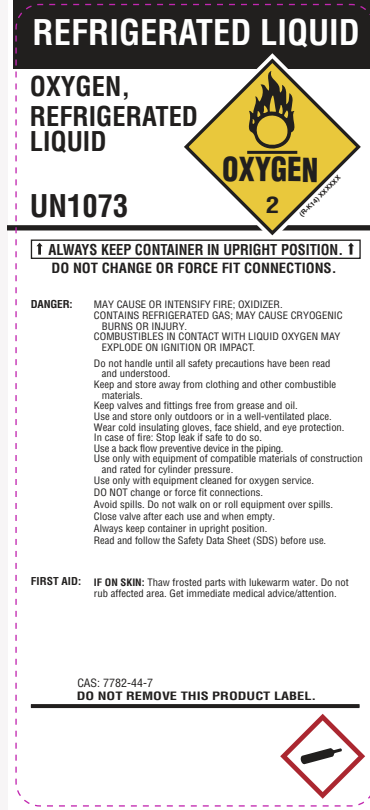 REFRIGERATED LIQUID
OXYGEN,
REFRIGERATED
LIQUID
OXYGEN
2
(R-K14) XXXXXX
UN1073
⬆ ALWAYS KEEP CONTAINER IN UPRIGHT POSITION. ⬆
DO NOT CHANGE OR FORCE FIT CONNECTIONS.
DANGER: MAY CAUSE OR INTENSIFY FIRE; OXIDIZER.
CONTAINS REFRIGERATED GAS; MAY CAUSE CRYOGENIC
BURNS OR INJURY.
COMBUSTIBLES IN CONTACT WITH LIQUID OXYGEN MAY
EXPLODE ON IGNITION OR IMPACT.
Do not handle until all safety precautions have been read
and understood.
Keep and store away from clothing and other combustible
materials.
Keep valves and fittings free from grease and oil.
Use and store only outdoors or in a well-ventilated place.
Wear cold insulating gloves, face shield, and eye protection.
In case of fire: Stop leak if safe to do so.
Use a back flow preventive device in the piping.
Use only with equipment of compatible materials of construction
and rated for cylinder pressure.
Use only with equipment cleaned for oxygen service.
DO NOT change or force fit connections.
Avoid spills. Do not walk on or roll equipment over spills.
Close valve after each use and when empty.
Always keep container in upright position.
Read and follow the Safety Data Sheet (SDS) before use.
FIRST AID: IF ON SKIN: Thaw frosted parts with lukewarm water. Do not
rub affected area. Get immediate medical advice/attention.
CAS: 7782-44-7
DO NOT REMOVE THIS PRODUCT LABEL.